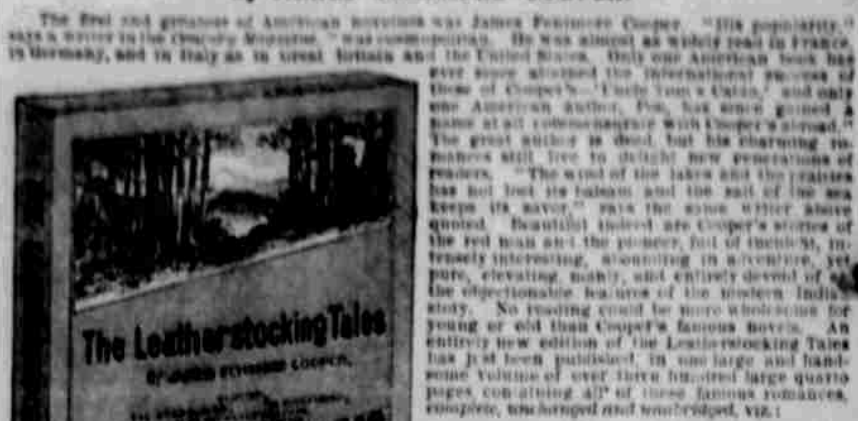 The first and greatest of American novelists was James Fenimore Cooper. "His popularity,"
says a writer in the Century Magazine, "was cosmopolitan. He was almost as widely read in France,
in Germany, and in Italy as in Great Britain and the United States. Only one American book has
ever since attained the international success of
these of Cooper's—'Uncle Tom's Cabin,' and only
one American author, Poe, has since gained a
name at all commensurate with Cooper's abroad."
The great author is dead, but his charming ro-
mances still live to delight new generations of
readers. "The wind of the lakes and the prairies
has not lost its balsam and the salt of the sea
keeps its savor," says the same writer above
quoted. Beautiful indeed are Cooper's stories of
the red man and the pioneer, full of incident, in-
tensely interesting, abounding in adventure, yet
pure, elevating, manly, and entirely devoid of
the objectionable features of the modern Indian
story. No reading could be more wholesome for
young or old than Cooper's famous novels. An
entirely new edition of the Leatherstocking Tales
has just been published, in one large and hand-
some volume of over three hundred large quarto
pages, containing all of these famous romances,
complete, unchanged and unabridged, viz.:
The Leatherstocking Tales
BY JAMES FENIMORE COOPER.